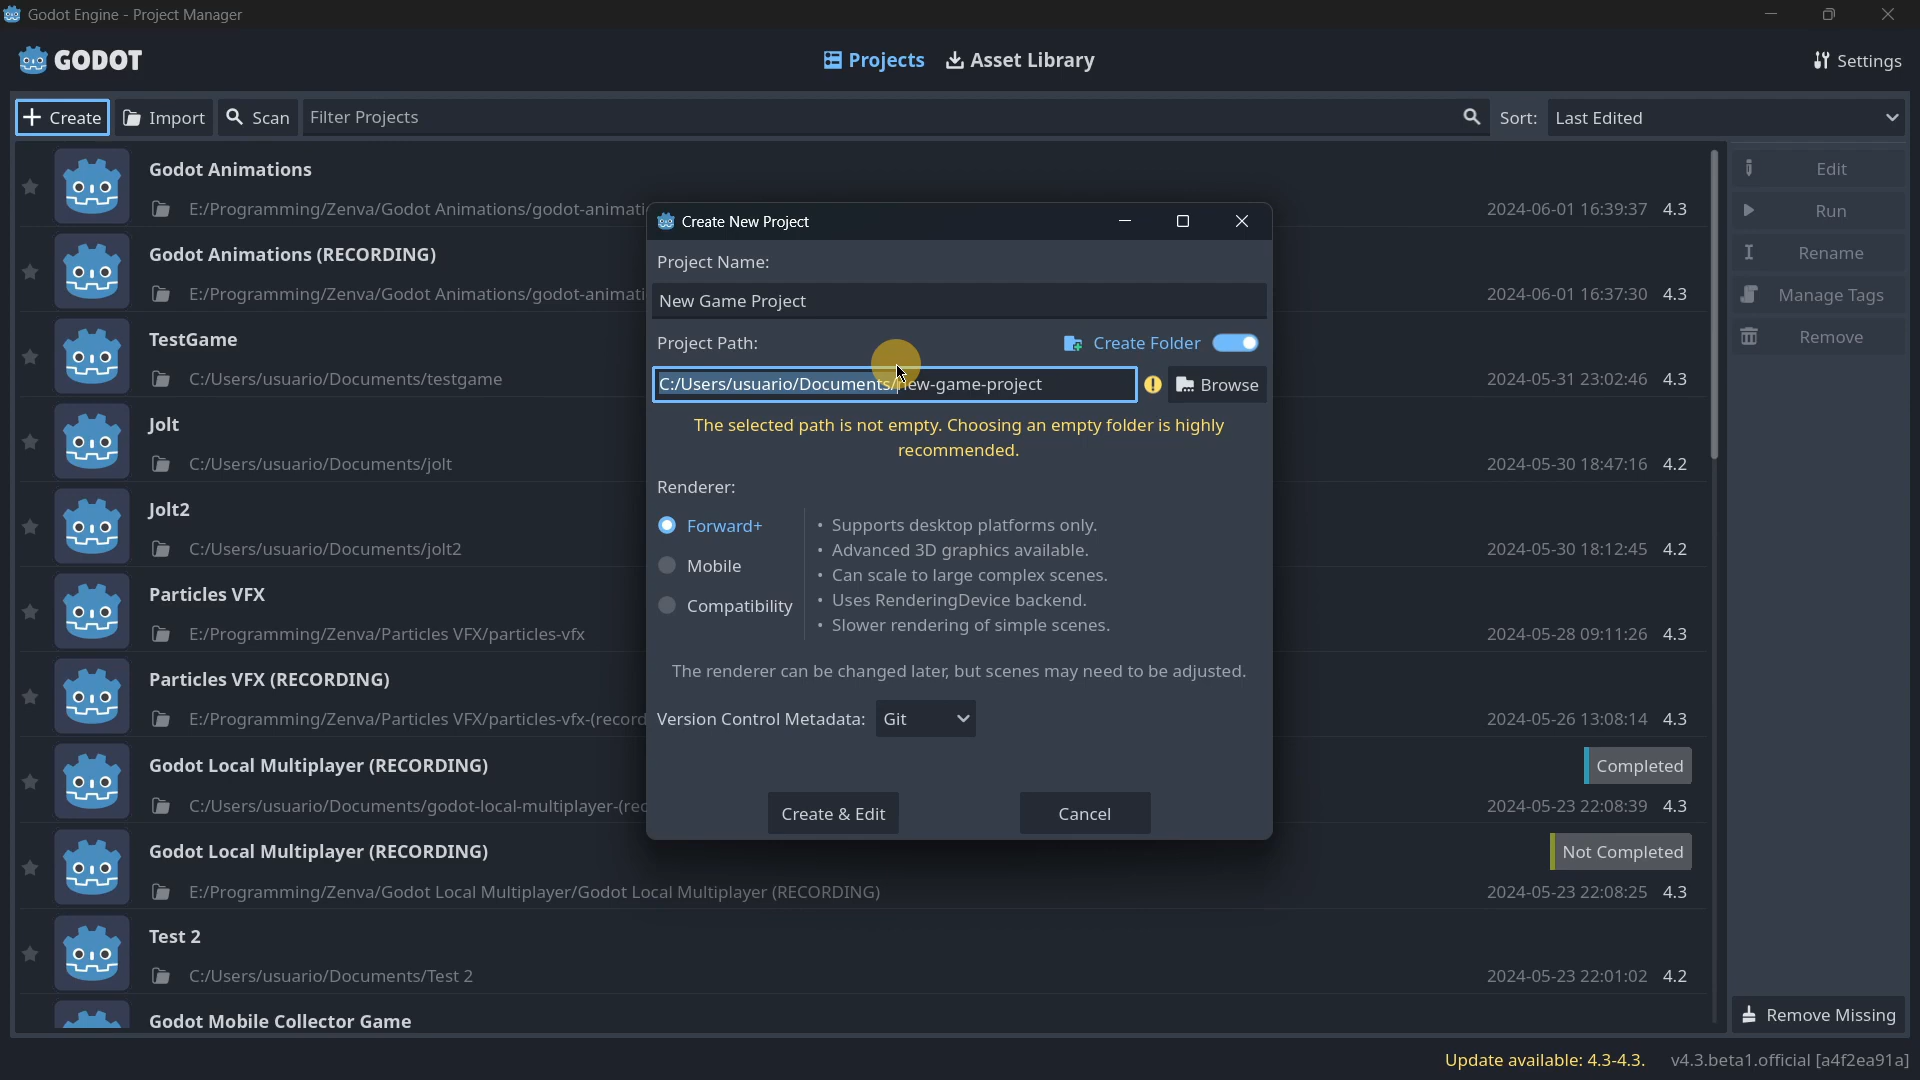 Godot Engine - Project Manager
GODOT
Projects
Asset Library
Settings
Create
Import
Scan
Filter Projects
Sort:
Last Edited
Godot Animations
E:/Programming/Zenva/Godot Animations/godot-animati
2024-06-01 16:39:37 4.3
Godot Animations (RECORDING)
E:/Programming/Zenva/Godot Animations/godot-animati
2024-06-01 16:37:30 4.3
TestGame
C:/Users/usuario/Documents/testgame
2024-05-31 23:02:46 4.3
Jolt
C:/Users/usuario/Documents/jolt
2024-05-30 18:47:16 4.2
Jolt2
C:/Users/usuario/Documents/jolt2
2024-05-30 18:12:45 4.2
Particles VFX
E:/Programming/Zenva/Particles VFX/particles-vfx
2024-05-28 09:11:26 4.3
Particles VFX (RECORDING)
E:/Programming/Zenva/Particles VFX/particles-vfx-(record
2024-05-26 13:08:14 4.3
Godot Local Multiplayer (RECORDING)
Completed
C:/Users/usuario/Documents/godot-local-multiplayer-(rec
2024-05-23 22:08:39 4.3
Godot Local Multiplayer (RECORDING)
Not Completed
E:/Programming/Zenva/Godot Local Multiplayer/Godot Local Multiplayer (RECORDING)
2024-05-23 22:08:25 4.3
Test 2
C:/Users/usuario/Documents/Test 2
2024-05-23 22:01:02 4.2
Godot Mobile Collector Game
Create New Project
Project Name:
New Game Project
Project Path:
Create Folder
C:/Users/usuario/Documents/new-game-project
Browse
The selected path is not empty. Choosing an empty folder is highly
recommended.
Renderer:
Forward+
Mobile
Compatibility
• Supports desktop platforms only.
• Advanced 3D graphics available.
• Can scale to large complex scenes.
• Uses RenderingDevice backend.
• Slower rendering of simple scenes.
The renderer can be changed later, but scenes may need to be adjusted.
Version Control Metadata:
Git
Create & Edit
Cancel
Edit
Run
Rename
Manage Tags
Remove
Remove Missing
Update available: 4.3-4.3.
v4.3.beta1.official [a4f2ea91a]